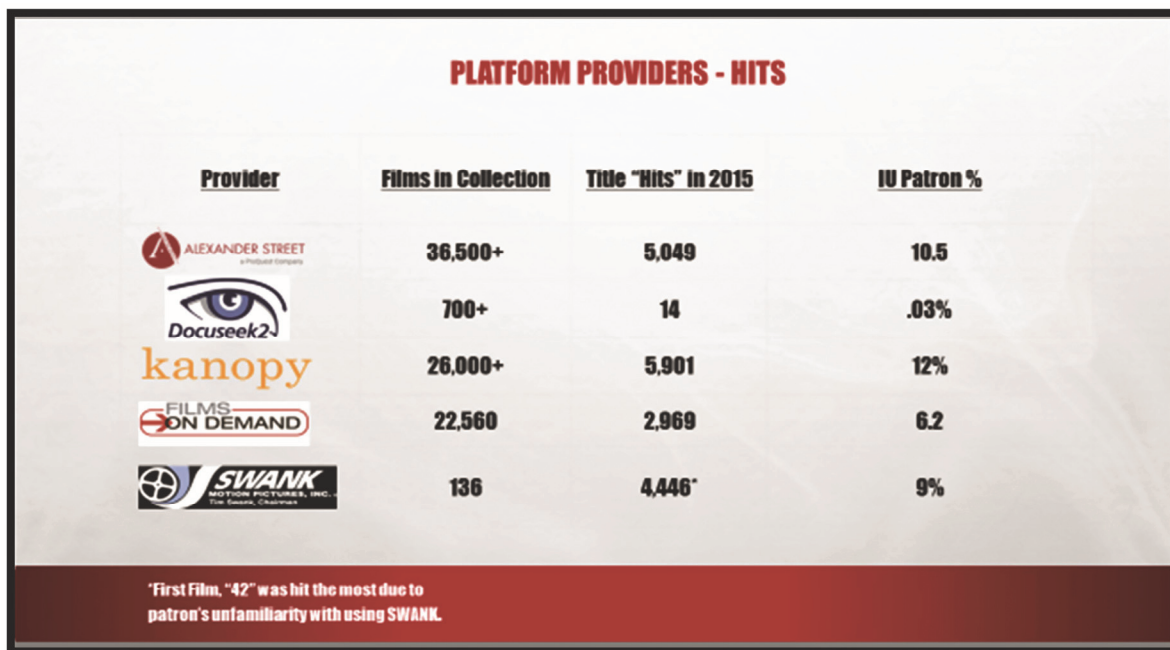 PLATFORM PROVIDERS - HITS
Provider Films in Collection Title “Hits” in 2015 IU Patron %
ALEXANDER STREET
a ProQuest Company
36,500+ 5,049 10.5
Docuseek2
700+ 14 .03%
kanopy 26,000+ 5,901 12%
FILMS
ON DEMAND
22,560 2,969 6.2
SWANK
MOTION PICTURES, INC.
Tim Swank, Chairman
136 4,446*  9%
*First Film, “42” was hit the most due to
patron’s unfamiliarity with using SWANK.